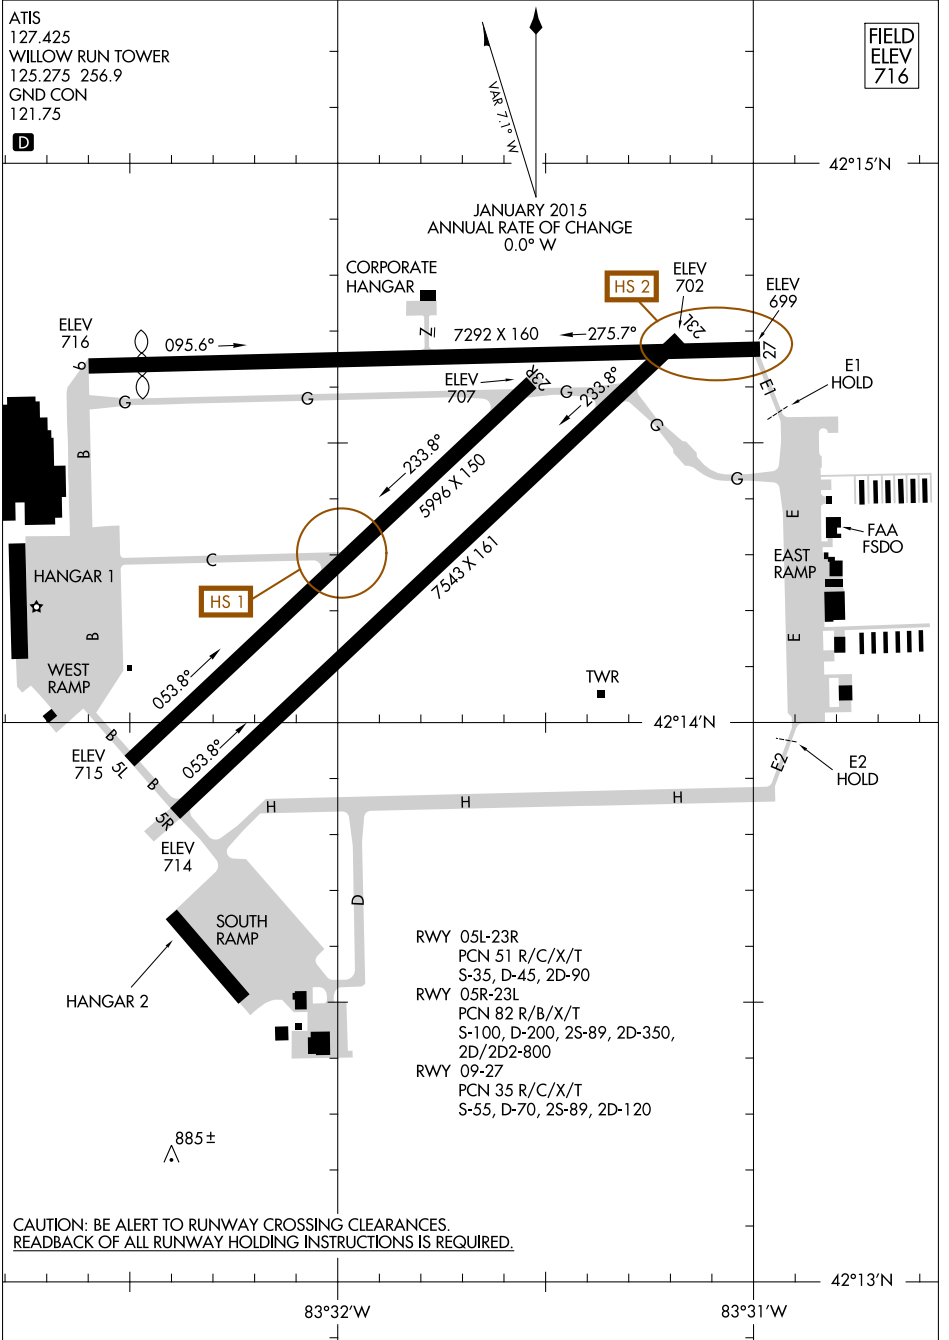 ATIS
127.425
WILLOW RUN TOWER
125.275 256.9
GND CON
121.75
D
FIELD
ELEV
716
VAR 7.1° W
42°15'N
JANUARY 2015
ANNUAL RATE OF CHANGE
0.0° W
CORPORATE
HANGAR
HS 2
ELEV
702
ELEV
699
ELEV
716
9
095.6°
Z
7292 X 160
275.7°
23L
27
ELEV
707
23R
G
G
G
233.8°
E1
E1
HOLD
B
233.8°
5996 X 150
G
G
E
FAA
FSDO
EAST
RAMP
C
HANGAR 1
HS 1
7543 X 161
B
E
WEST
RAMP
053.8°
TWR
42°14'N
B
ELEV
715
5L
B
053.8°
E2
E2
HOLD
5R
H
H
H
ELEV
714
D
SOUTH
RAMP
HANGAR 2
RWY 05L-23R
PCN 51 R/C/X/T
S-35, D-45, 2D-90
RWY 05R-23L
PCN 82 R/B/X/T
S-100, D-200, 2S-89, 2D-350,
2D/2D2-800
RWY 09-27
PCN 35 R/C/X/T
S-55, D-70, 2S-89, 2D-120
885±
CAUTION: BE ALERT TO RUNWAY CROSSING CLEARANCES.
READBACK OF ALL RUNWAY HOLDING INSTRUCTIONS IS REQUIRED.
42°13'N
83°32'W
83°31'W